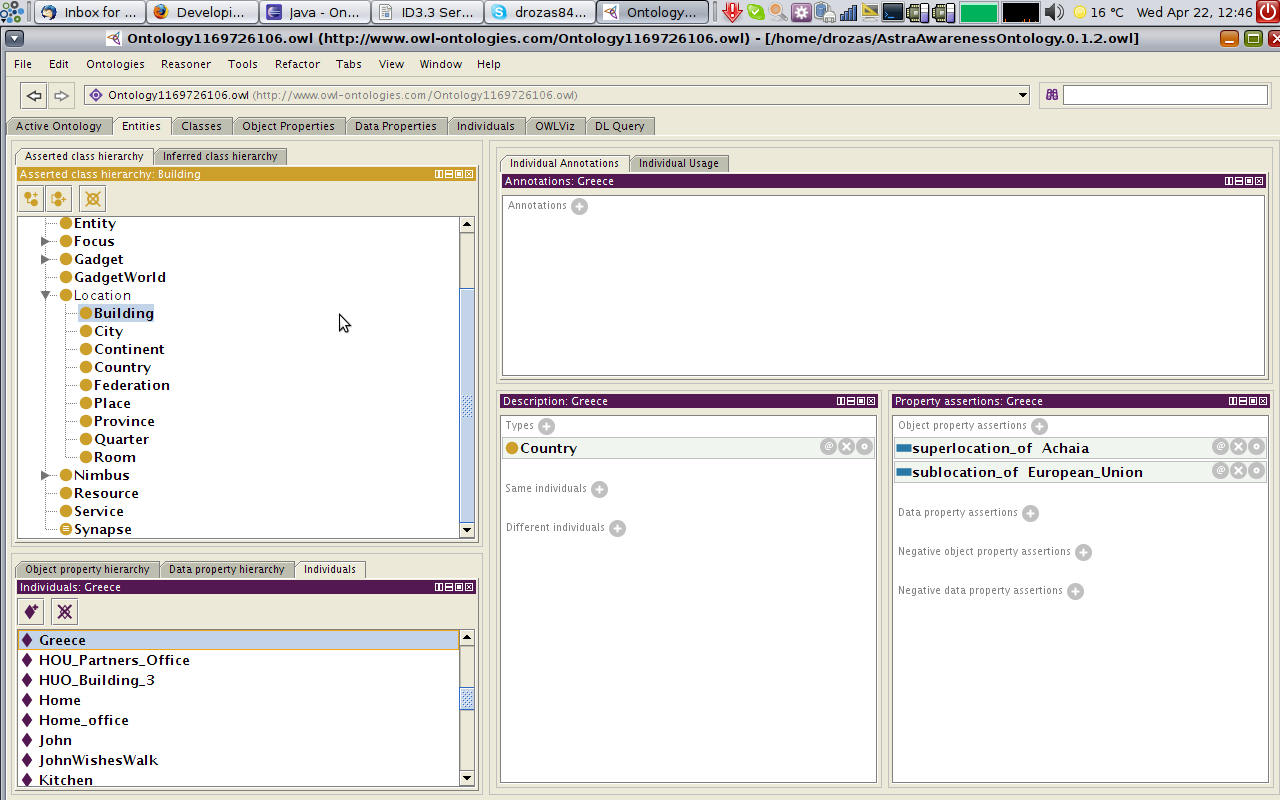 Inbox for ... Developi... Java - On... ID3.3 Ser... drozas84... Ontology... 16 °C Wed Apr 22, 12:46
Ontology1169726106.owl (http://www.owl-ontologies.com/Ontology1169726106.owl) - [/home/drozas/AstraAwarenessOntology.0.1.2.owl]
File Edit Ontologies Reasoner Tools Refactor Tabs View Window Help
Ontology1169726106.owl (http://www.owl-ontologies.com/Ontology1169726106.owl)
Active Ontology Entities Classes Object Properties Data Properties Individuals OWLViz DL Query
Asserted class hierarchy Inferred class hierarchy
Asserted class hierarchy: Building
Entity
Focus
Gadget
GadgetWorld
Location
Building
City
Continent
Country
Federation
Place
Province
Quarter
Room
Nimbus
Resource
Service
Synapse
Object property hierarchy Data property hierarchy Individuals
Individuals: Greece
Greece
HOU_Partners_Office
HUO_Building_3
Home
Home_office
John
JohnWishesWalk
Kitchen
Individual Annotations Individual Usage
Annotations: Greece
Annotations
Description: Greece
Types
Country
Same individuals
Different individuals
Property assertions: Greece
Object property assertions
superlocation_of Achaia
sublocation_of European_Union
Data property assertions
Negative object property assertions
Negative data property assertions